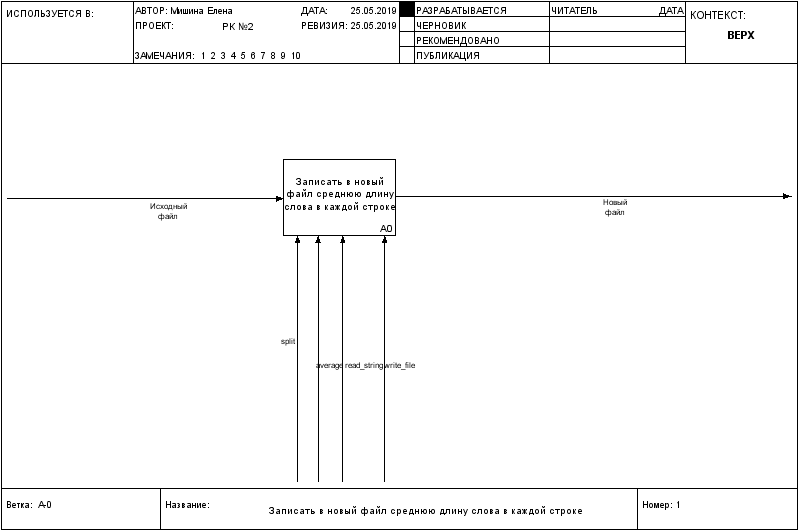 ИСПОЛЬЗУЕТСЯ В:
АВТОР: Мишина Елена
ДАТА: 25.05.2019
ПРОЕКТ: РК №2
РЕВИЗИЯ: 25.05.2019
ЗАМЕЧАНИЯ: 1 2 3 4 5 6 7 8 9 10
РАЗРАБАТЫВАЕТСЯ
ЧЕРНОВИК
РЕКОМЕНДОВАНО
ПУБЛИКАЦИЯ
ЧИТАТЕЛЬ ДАТА
КОНТЕКСТ:
ВЕРХ
Записать в новый
файл среднюю длину
слова в каждой строке
A0
Исходный
файл
Новый
файл
split
average
read_string
write_file
Ветка: A-0
Название:
Записать в новый файл среднюю длину слова в каждой строке
Номер: 1